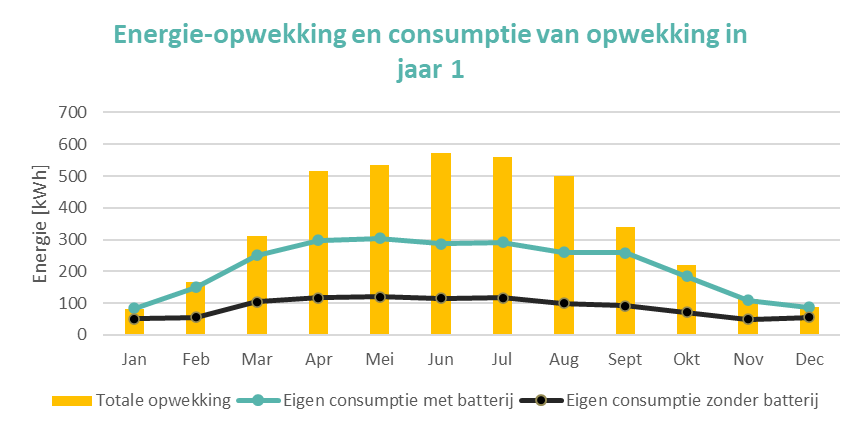 Energie-opwekking en consumptie van opwekking in
jaar 1
Energie [kWh]
700
600
500
400
300
200
100
0
Jan Feb Mar Apr Mei Jun Jul Aug Sept Okt Nov Dec
Totale opwekking Eigen consumptie met batterij Eigen consumptie zonder batterij